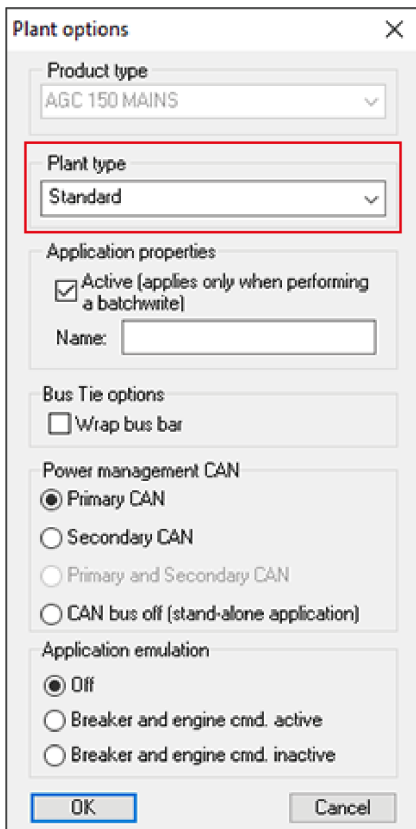 Plant options
Product type
AGC 150 MAINS
Plant type
Standard
Application properties
Active (applies only when performing
a batchwrite)
Name:
Bus Tie options
Wrap bus bar
Power management CAN
Primary CAN
Secondary CAN
Primary and Secondary CAN
CAN bus off (stand-alone application)
Application emulation
Off
Breaker and engine cmd. active
Breaker and engine cmd. inactive
OK
Cancel